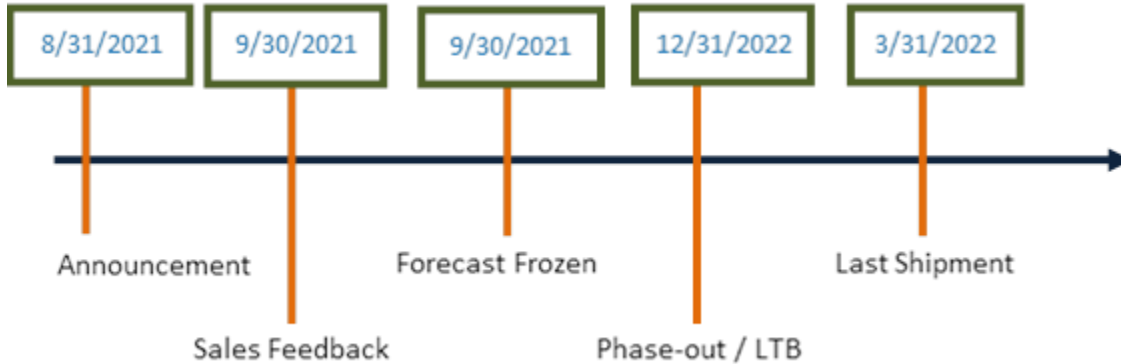 8/31/2021
9/30/2021
9/30/2021
12/31/2022
3/31/2022
Announcement
Forecast Frozen
Last Shipment
Sales Feedback
Phase-out / LTB